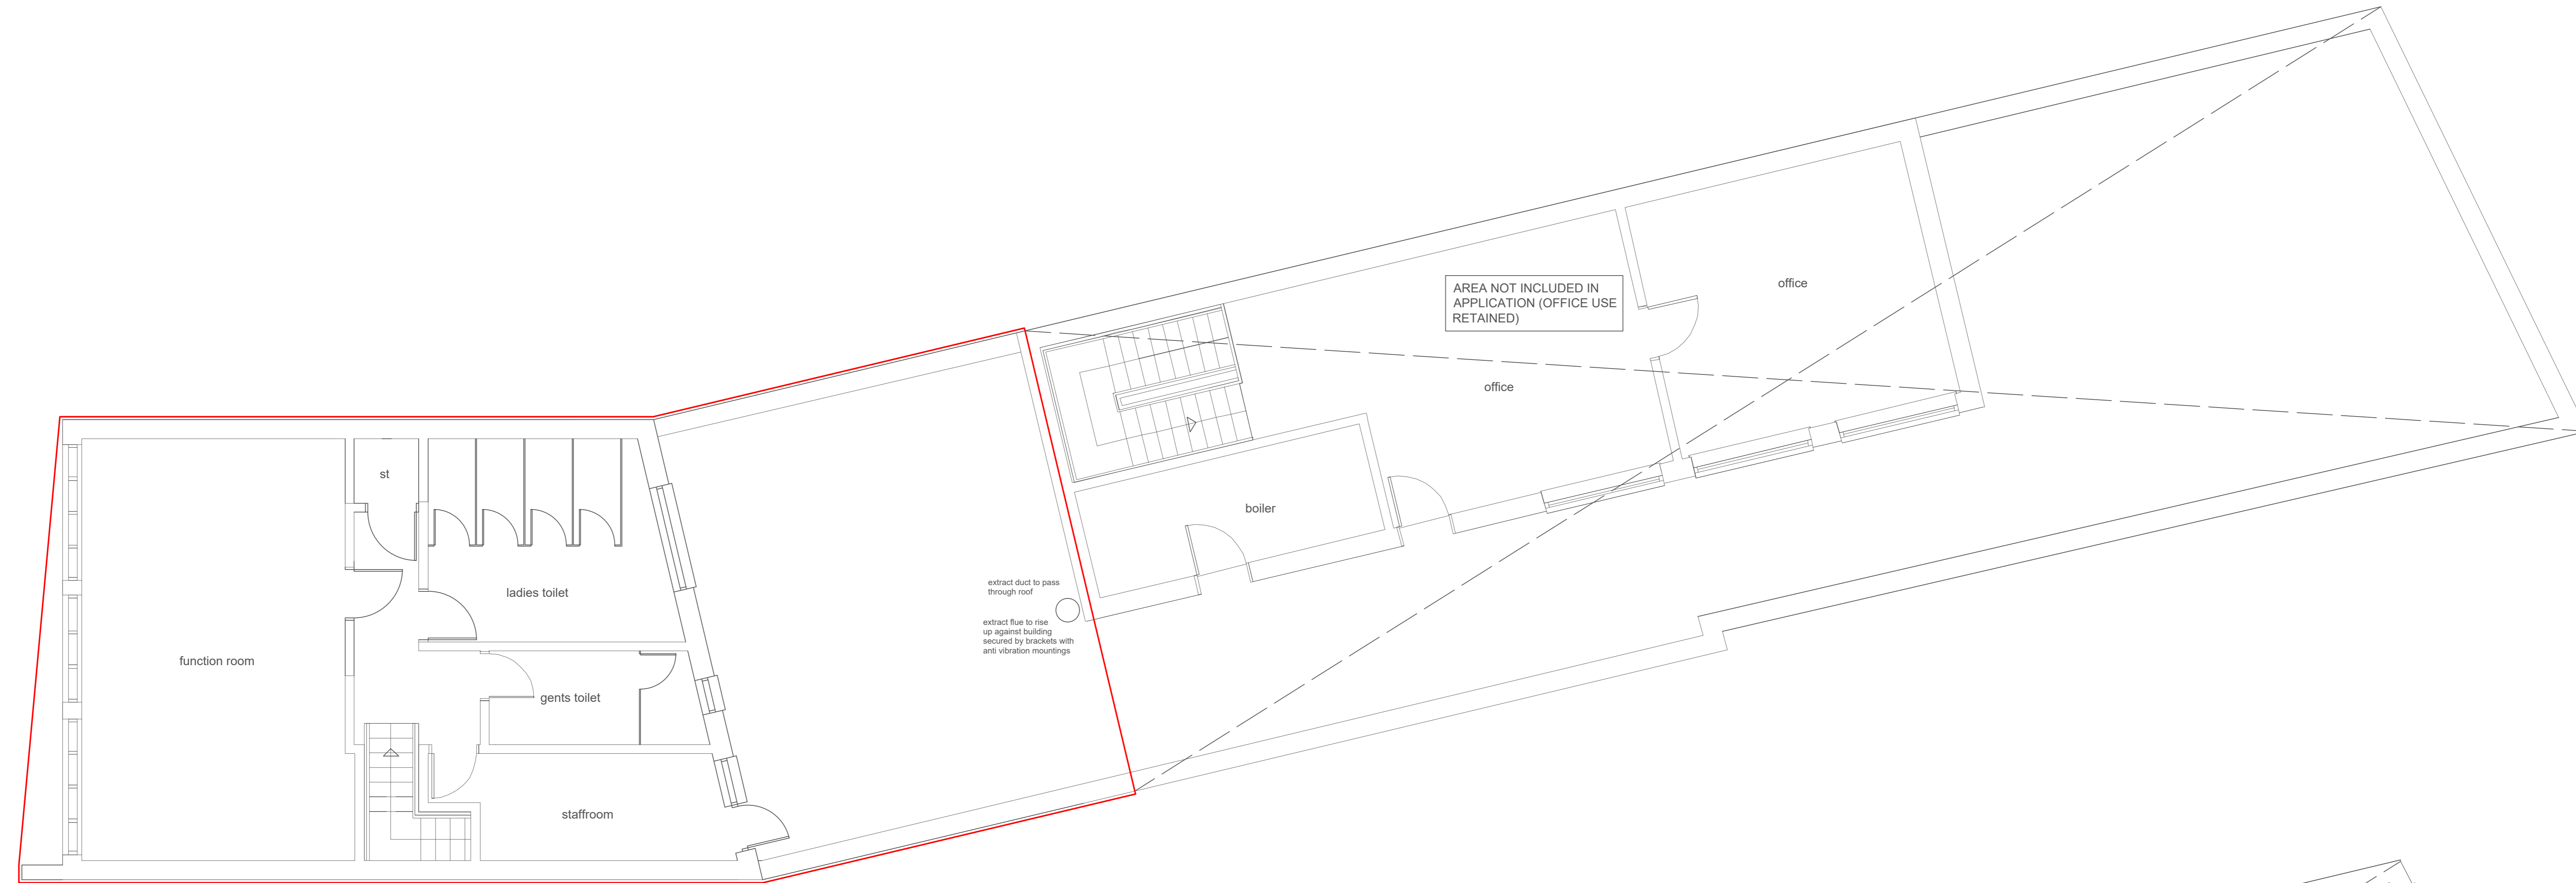 AREA NOT INCLUDED IN
APPLICATION (OFFICE USE
RETAINED)
office
office
st
boiler
extract duct to pass
through roof
ladies toilet
extract flue to rise
up against building
secured by brackets with
anti vibration mountings
function room
gents toilet
staffroom